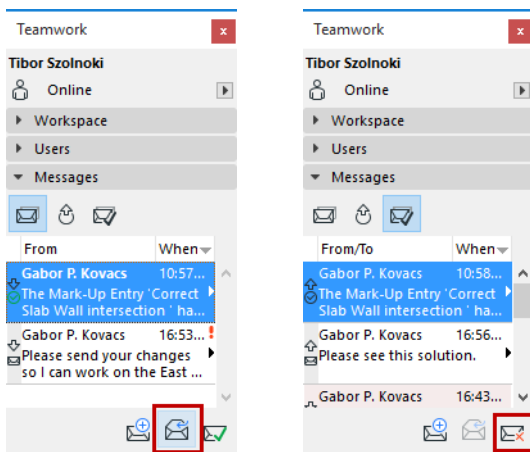 Teamwork
x
Tibor Szolnoki
Online
Workspace
Users
Messages
From
When
Gabor P. Kovacs
10:57...
The Mark-Up Entry 'Correct
Slab Wall intersection ' ha...
Gabor P. Kovacs
16:53...
Please send your changes
so I can work on the East ...
Teamwork
x
Tibor Szolnoki
Online
Workspace
Users
Messages
From/To
When
Gabor P. Kovacs
10:58...
The Mark-Up Entry 'Correct
Slab Wall intersection ' ha...
Gabor P. Kovacs
16:56...
Please see this solution.
Gabor P. Kovacs
16:43...